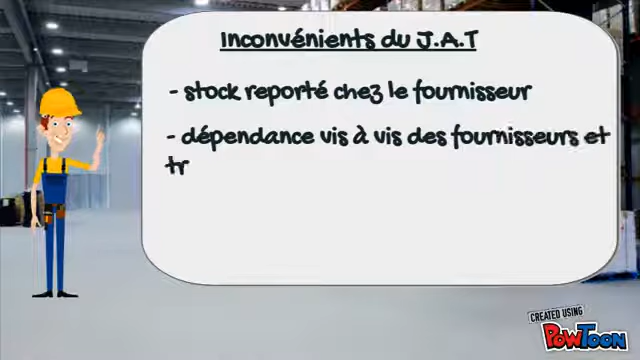 Inconvénients du J.A.T
- stock reporté chez le fournisseur
- dépendance vis à vis des fournisseurs et
tr
CREATED USING
POWTOON